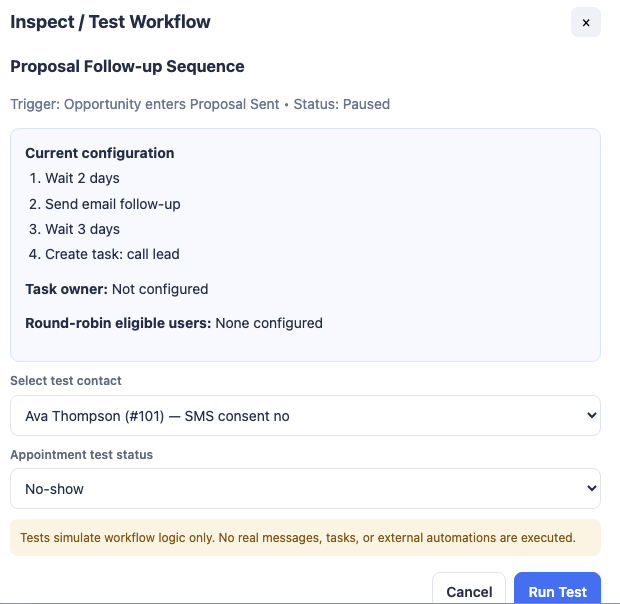 Inspect / Test Workflow
×
Proposal Follow-up Sequence
Trigger: Opportunity enters Proposal Sent • Status: Paused
Current configuration
1. Wait 2 days
2. Send email follow-up
3. Wait 3 days
4. Create task: call lead
Task owner: Not configured
Round-robin eligible users: None configured
Select test contact
Ava Thompson (#101) — SMS consent no
Appointment test status
No-show
Tests simulate workflow logic only. No real messages, tasks, or external automations are executed.
Cancel Run Test